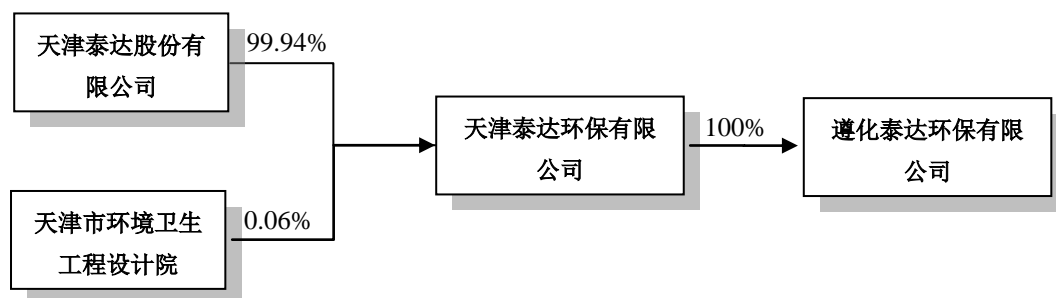 天津泰达股份有
限公司
99.94%
天津市环境卫生
工程设计院
0.06%
天津泰达环保有限
公司
100%
遵化泰达环保有限
公司